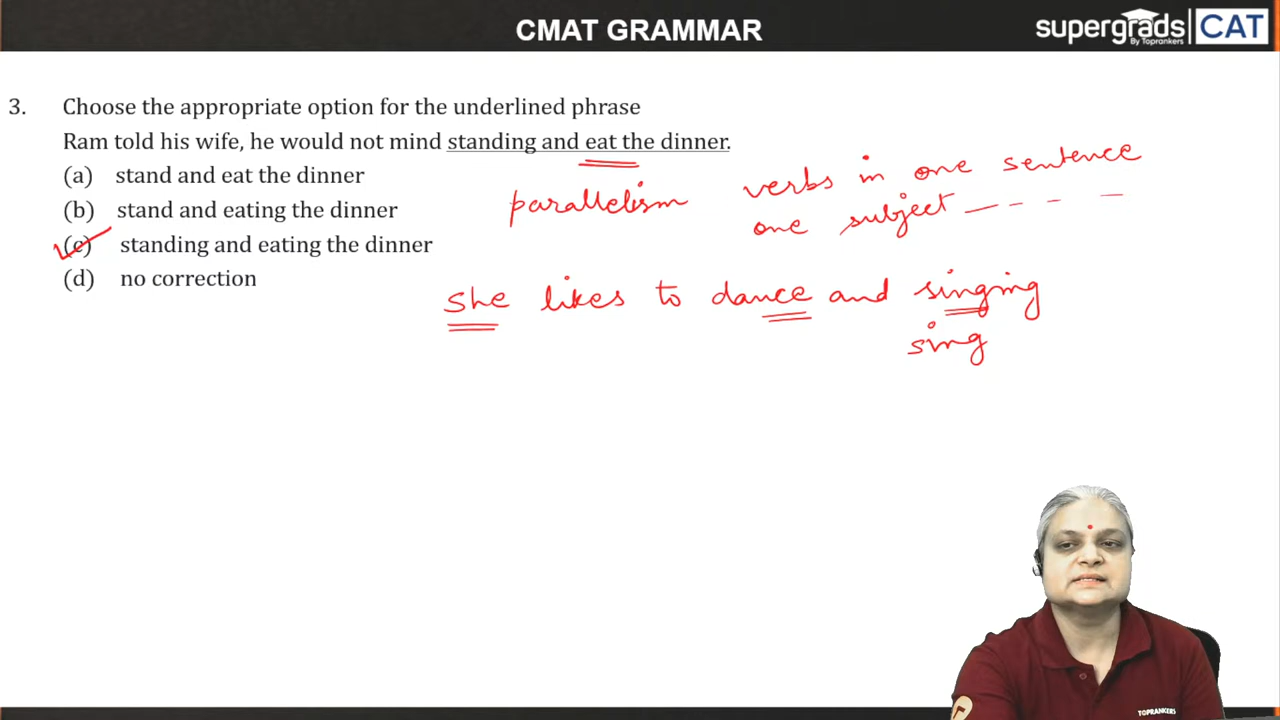 CMAT GRAMMAR
supergrads CAT
By Toprankers
3. Choose the appropriate option for the underlined phrase
Ram told his wife, he would not mind standing and eat the dinner.
(a) stand and eat the dinner
(b) stand and eating the dinner
(c) standing and eating the dinner
(d) no correction
parallelism
verbs in one sentence
one subject
she likes to dance and singing
sing
TOPRANKERS